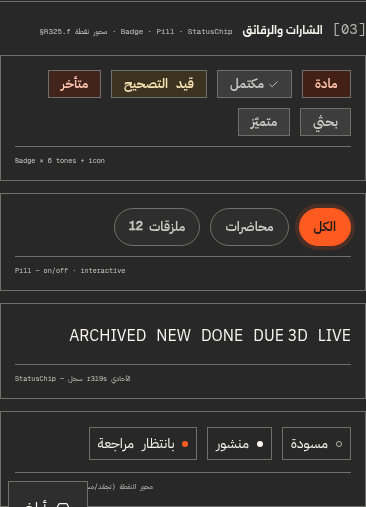 [03] الشارات والرقائق Badge · Pill · StatusChip · محور نقطة §R325.f
مادة ✓ مكتمل قيد التصحيح متأخر
بحثي متميّز
Badge × 6 tones + icon
الكل محاضرات ملزقات 12
Pill — on/off · interactive
ARCHIVED NEW DONE DUE 3D LIVE
StatusChip — سجل r319s الأحادي
مسودة منشور بانتظار مراجعة
محور النقطة